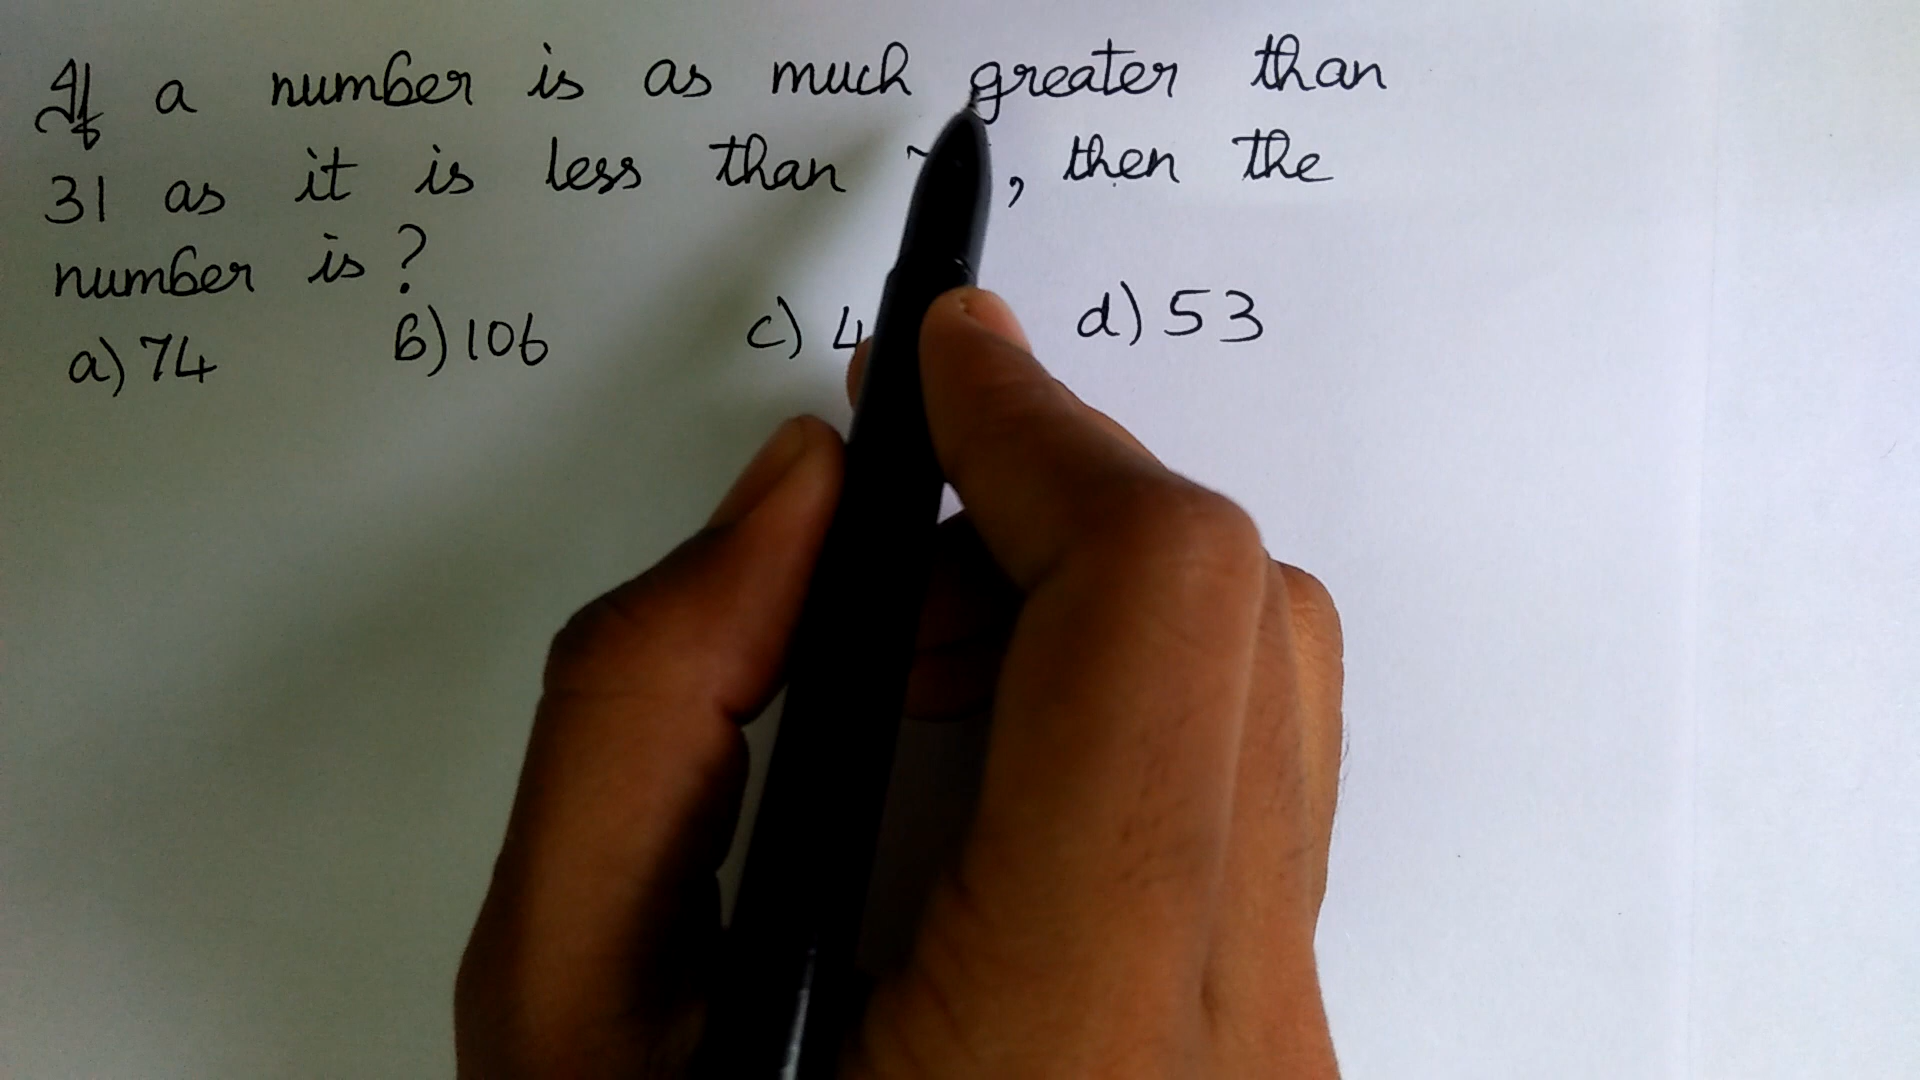 If a number is as much greater than
31 as it is less than , then the
number is?
a) 74 b) 106 c) 4 d) 53